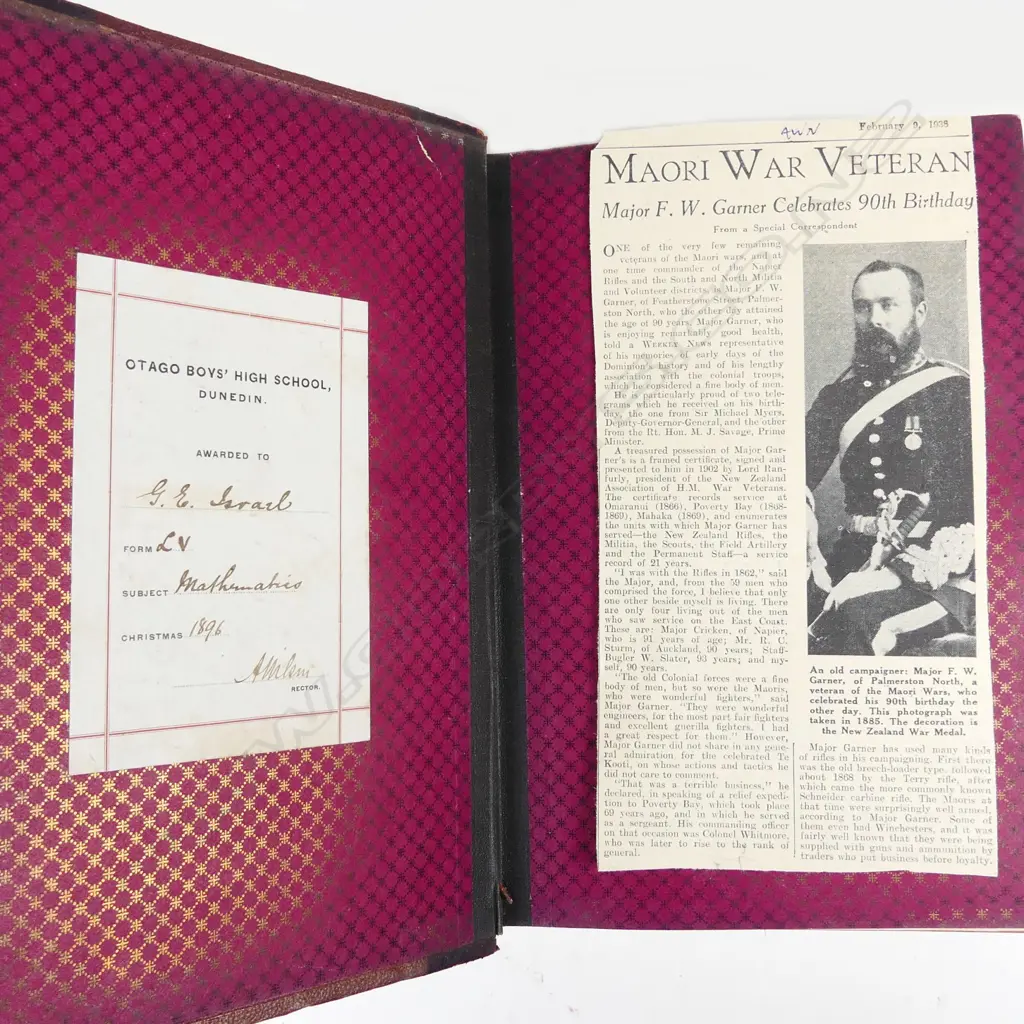 OTAGO BOYS' HIGH SCHOOL,
DUNEDIN.
AWARDED TO
G. E. Israel
FORM LV
SUBJECT Mathematics
CHRISTMAS 1896
RECTOR.
February 9, 1938
MAORI WAR VETERAN
Major F. W. Garner Celebrates 90th Birthday
From a Special Correspondent
ONE of the very few remaining
veterans of the Maori wars, and at
one time commander of the Napier
Rifles and the South and North Militia
and Volunteer districts, is Major F. W.
Garner, of Featherstone Street, Palmer-
ston North, who the other day attained
the age of 90 years. Major Garner, who
is enjoying remarkably good health,
told a WEEKLY NEWS representative
of his memories of early days of the
Dominion's history and of his lengthy
association with the colonial troops,
which he considered a fine body of men.
He is particularly proud of two tele-
grams which he received on his birth-
day, the one from Sir Michael Myers,
Deputy-Governor-General, and the other
from the Rt. Hon. M. J. Savage, Prime
Minister.
A treasured possession of Major Gar-
ner's is a framed certificate, signed and
presented to him in 1902 by Lord Ran-
furly, president of the New Zealand
Association of H.M. War Veterans.
The certificate records service at
Omaranui (1866), Poverty Bay (1868-
1869), Mahaka (1869), and enumerates
the units with which Major Garner has
served—the New Zealand Rifles, the
Militia, the Scouts, the Field Artillery
and the Permanent Staff—a service
record of 21 years.
"I was with the Rifles in 1862," said
the Major, and, from the 59 men who
comprised the force, I believe that only
one other beside myself is living. There
are only four living out of the men
who saw service on the East Coast.
These are: Major Cricken, of Napier,
who is 91 years of age; Mr. R. C.
Sturm, of Auckland, 90 years; Staff-
Bugler W. Slater, 93 years; and my-
self, 90 years.
"The old Colonial forces were a fine
body of men, but so were the Maoris,
who were wonderful fighters," said
Major Garner. "They were wonderful
engineers, for the most part fair fighters
and excellent guerilla fighters. I had
a great respect for them." However,
Major Garner did not share in any gene-
ral admiration for the celebrated Te
Kooti, on whose actions and tactics he
did not care to comment.
"That was a terrible business," he
declared, in speaking of a relief expedi-
tion to Poverty Bay, which took place
69 years ago, and in which he served
as a sergeant. His commanding officer
on that occasion was Colonel Whitmore,
who was later to rise to the rank of
general.
An old campaigner: Major F. W.
Garner, of Palmerston North, a
veteran of the Maori Wars, who
celebrated his 90th birthday the
other day. This photograph was
taken in 1885. The decoration is
the New Zealand War Medal.
Major Garner has used many kinds
of rifles in his campaigning. First there
was the old breech-loader type, followed
about 1868 by the Terry rifle, after
which came the more commonly known
Schneider carbine rifle. The Maoris at
that time were surprisingly well armed,
according to Major Garner. Some of
them even had Winchesters, and it was
fairly well known that they were being
supplied with guns and ammunition by
traders who put business before loyalty.